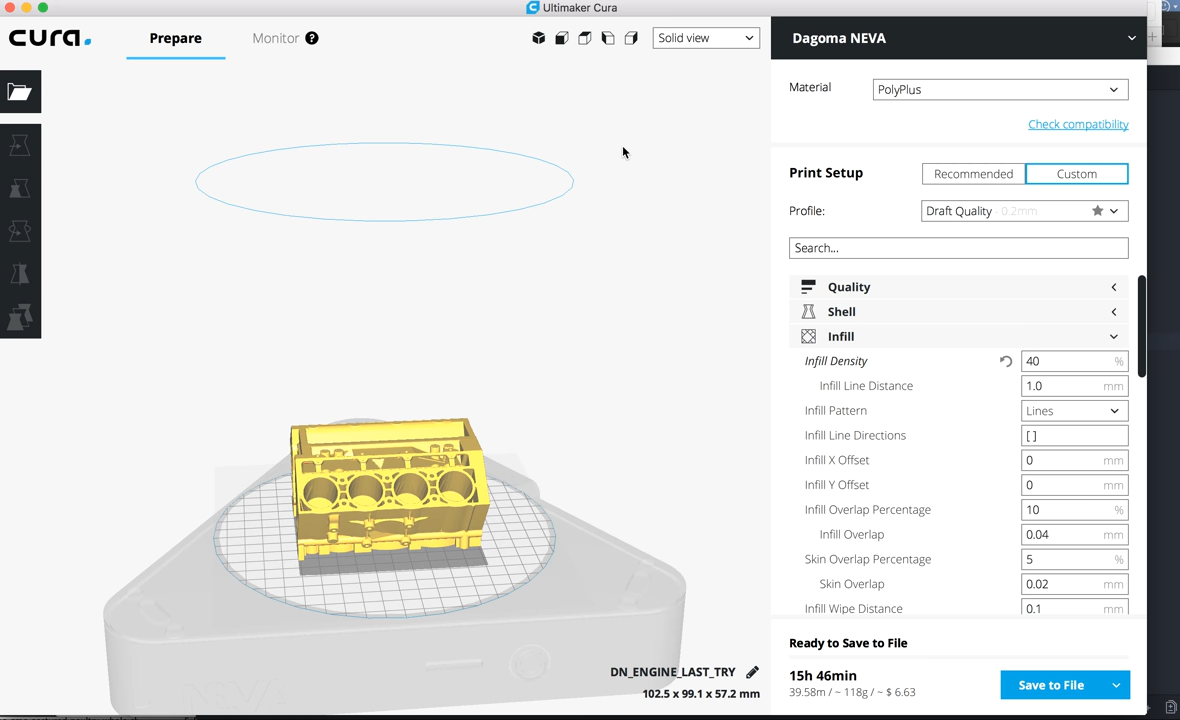 Ultimaker Cura
cura.
Prepare
Monitor ?
Solid view
Dagoma NEVA
Material
PolyPlus
Check compatibility
Print Setup
Recommended
Custom
Profile:
Draft Quality - 0.2mm
Search...
Quality
Shell
Infill
Infill Density
40 %
Infill Line Distance
1.0 mm
Infill Pattern
Lines
Infill Line Directions
[ ]
Infill X Offset
0 mm
Infill Y Offset
0 mm
Infill Overlap Percentage
10 %
Infill Overlap
0.04 mm
Skin Overlap Percentage
5 %
Skin Overlap
0.02 mm
Infill Wipe Distance
0.1 mm
NEVA
DN_ENGINE_LAST_TRY
102.5 x 99.1 x 57.2 mm
Ready to Save to File
15h 46min
39.58m / ~ 118g / ~ $ 6.63
Save to File